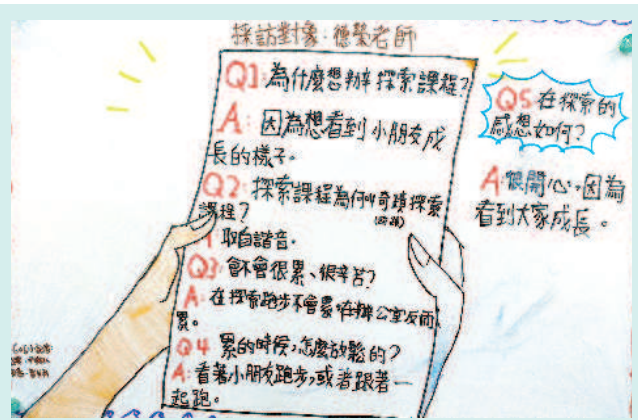 採訪對象:德瑩老師
Q1:為什麼想辦探索課程?
A:因為想看到小朋友成
長的樣子。
Q2:探索課程為何叫奇蹟探索
課程?
A 取自諧音.
Q3:會不會很累、很辛苦?
A:在探索跑步不會累,在辦公室反而
累。
Q4 累的時候,怎麼放鬆的?
A:看著小朋友跑步,或者跟著一
起跑。
Q5:在探索的
感想如何?
A:很開心,因為
看到大家成長。